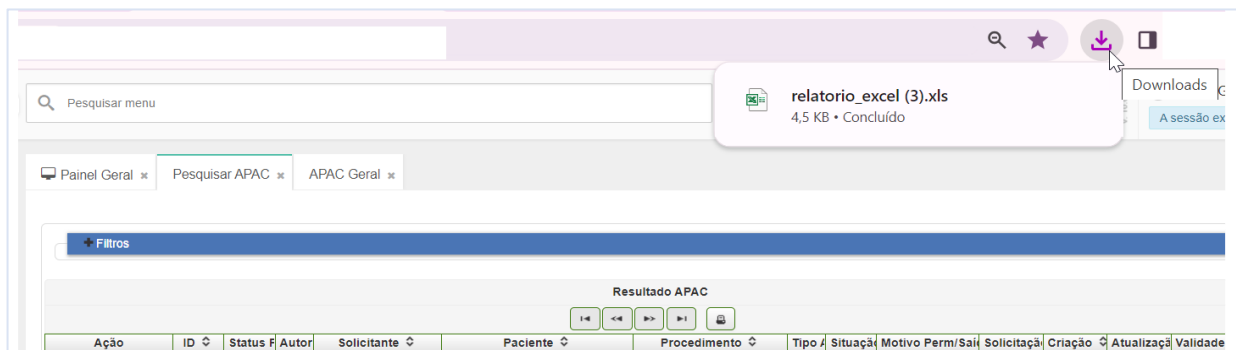 relatorio_excel (3).xls
4,5 KB • Concluído
Downloads
Pesquisar menu
A sessão ex
Painel Geral
Pesquisar APAC
APAC Geral
Filtros
Resultado APAC
Ação ID Status F Autor Solicitante Paciente Procedimento Tipo A Situaçã Motivo Perm/Saíd Solicitaçã Criação Atualizaçã Validade